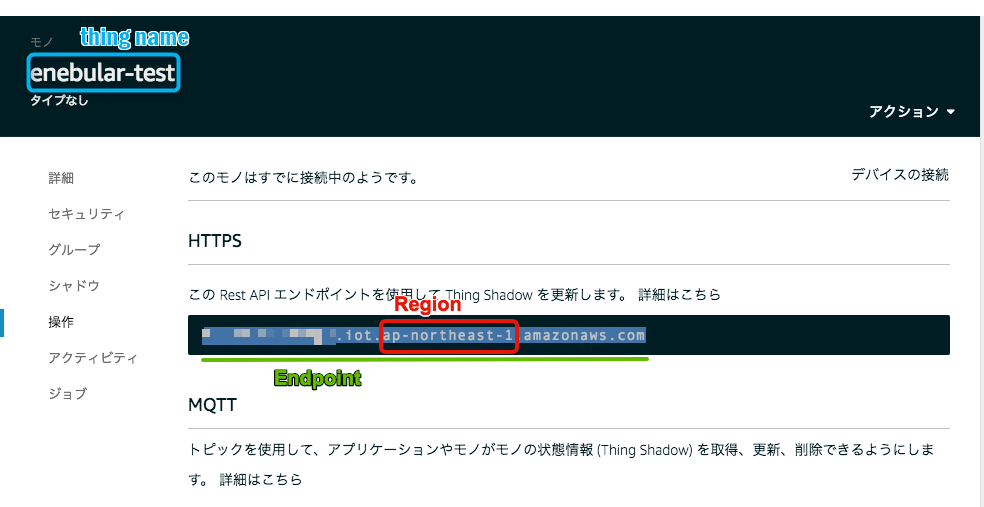 モノ thing name
enebular-test
タイプなし
アクション
詳細
セキュリティ
グループ
シャドウ
操作
アクティビティ
ジョブ
このモノはすでに接続中のようです。
デバイスの接続
HTTPS
この Rest API エンドポイントを使用して Thing Shadow を更新します。 詳細はこちら
Region
.iot.ap-northeast-1.amazonaws.com
Endpoint
MQTT
トピックを使用して、アプリケーションやモノがモノの状態情報 (Thing Shadow) を取得、更新、削除できるようにしま
す。 詳細はこちら